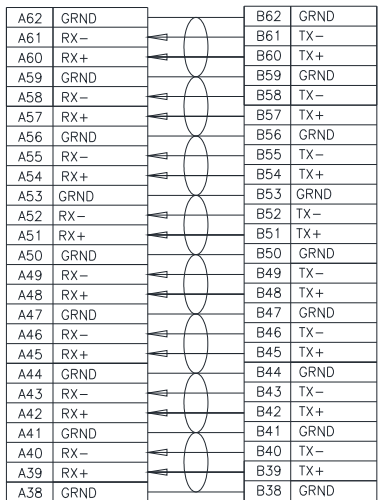 A62 GRND B62 GRND
A61 RX- B61 TX-
A60 RX+ B60 TX+
A59 GRND B59 GRND
A58 RX- B58 TX-
A57 RX+ B57 TX+
A56 GRND B56 GRND
A55 RX- B55 TX-
A54 RX+ B54 TX+
A53 GRND B53 GRND
A52 RX- B52 TX-
A51 RX+ B51 TX+
A50 GRND B50 GRND
A49 RX- B49 TX-
A48 RX+ B48 TX+
A47 GRND B47 GRND
A46 RX- B46 TX-
A45 RX+ B45 TX+
A44 GRND B44 GRND
A43 RX- B43 TX-
A42 RX+ B42 TX+
A41 GRND B41 GRND
A40 RX- B40 TX-
A39 RX+ B39 TX+
A38 GRND B38 GRND